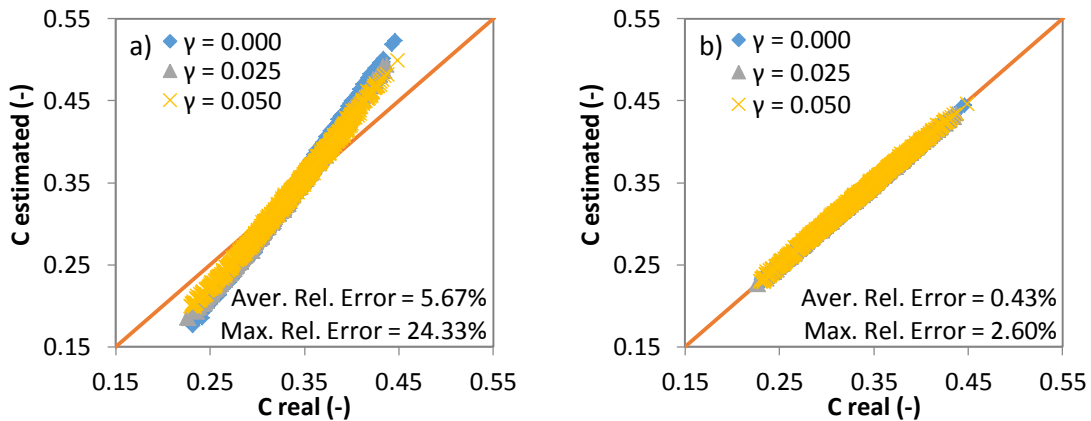 a)
γ = 0.000
γ = 0.025
γ = 0.050
C estimated (-)
0.55
0.45
0.35
0.25
0.15
Aver. Rel. Error = 5.67%
Max. Rel. Error = 24.33%
0.15 0.25 0.35 0.45 0.55
C real (-)
b)
γ = 0.000
γ = 0.025
γ = 0.050
C estimated (-)
0.55
0.45
0.35
0.25
0.15
Aver. Rel. Error = 0.43%
Max. Rel. Error = 2.60%
0.15 0.25 0.35 0.45 0.55
C real (-)